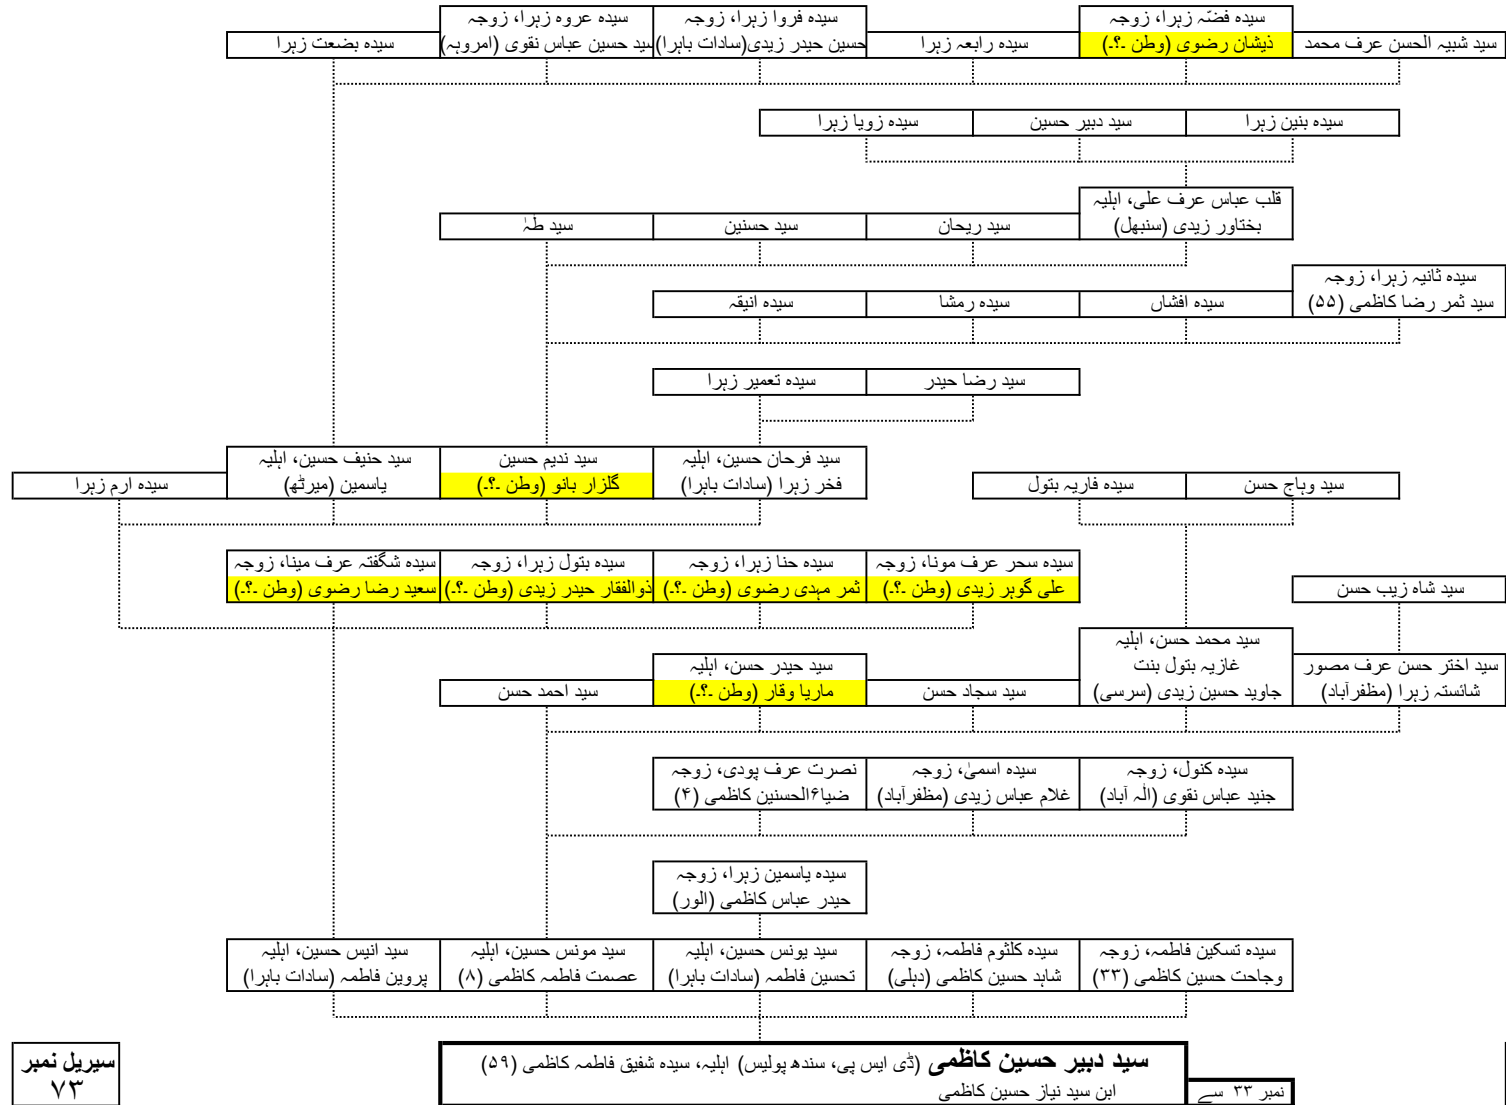 سیدہ فضّہ زہرا، زوجہ
ذیشان رضوی (وطن ۔؟۔)
سید شبیہ الحسن عرف محمد
سیدہ رابعہ زہرا
سیدہ فروا زہرا، زوجہ
حسین حیدر زیدی(سادات باہرا)
سیدہ عروہ زہرا، زوجہ
سید حسین عباس نقوی (امروہہ)
سیدہ بضعت زہرا
سیدہ بنین زہرا
سید دبیر حسین
سیدہ زویا زہرا
قلب عباس عرف علی، اہلیہ
بختاور زیدی (سنبھل)
سید ریحان
سید حسنین
سید طہٰ
سیدہ ثانیہ زہرا، زوجہ
سید ثمر رضا کاظمی (۵۵)
سیدہ افشاں
سیدہ رمشا
سیدہ انیقہ
سید رضا حیدر
سیدہ تعمیر زہرا
سید فرحان حسین، اہلیہ
فخر زہرا (سادات باہرا)
سید ندیم حسین
گلزار بانو (وطن ۔؟۔)
سید حنیف حسین، اہلیہ
یاسمین (میرٹھ)
سیدہ ارم زہرا
سید وہاج حسن
سیدہ فاریہ بتول
سیدہ سحر عرف مونا، زوجہ
علی گوہر زیدی (وطن ۔؟۔)
سیدہ حنا زہرا، زوجہ
ثمر مہدی رضوی (وطن ۔؟۔)
سیدہ بتول زہرا، زوجہ
ذوالفقار حیدر زیدی (وطن ۔؟۔)
سیدہ شگفتہ عرف مینا، زوجہ
سعید رضا رضوی (وطن ۔؟۔)
سید شاہ زیب حسن
سید اختر حسن عرف مصور
شائستہ زہرا (مظفرآباد)
سید محمد حسن، اہلیہ
غازیہ بتول بنت
جاوید حسین زیدی (سرسی)
سید سجاد حسن
سید حیدر حسن، اہلیہ
ماریا وقار (وطن ۔؟۔)
سید احمد حسن
سیدہ کنول، زوجہ
جنید عباس نقوی (الٰہ آباد)
سیدہ اسمیٰ، زوجہ
غلام عباس زیدی (مظفرآباد)
نصرت عرف پودی، زوجہ
ضیا۶الحسنین کاظمی (۴)
سیدہ یاسمین زہرا، زوجہ
حیدر عباس کاظمی (الور)
سیدہ تسکین فاطمہ، زوجہ
وجاحت حسین کاظمی (۳۳)
سیدہ کلثوم فاطمہ، زوجہ
شاہد حسین کاظمی (دہلی)
سید یونس حسین، اہلیہ
تحسین فاطمہ (سادات باہرا)
سید مونس حسین، اہلیہ
عصمت فاطمہ کاظمی (۸)
سید انیس حسین، اہلیہ
پروین فاطمہ (سادات باہرا)
سید دبیر حسین کاظمی (ڈی ایس پی، سندھ پولیس) اہلیہ، سیدہ شفیق فاطمہ کاظمی (۵۹)
ابن سید نیاز حسین کاظمی
نمبر ۳۳ سے
سیریل نمبر
۷۳